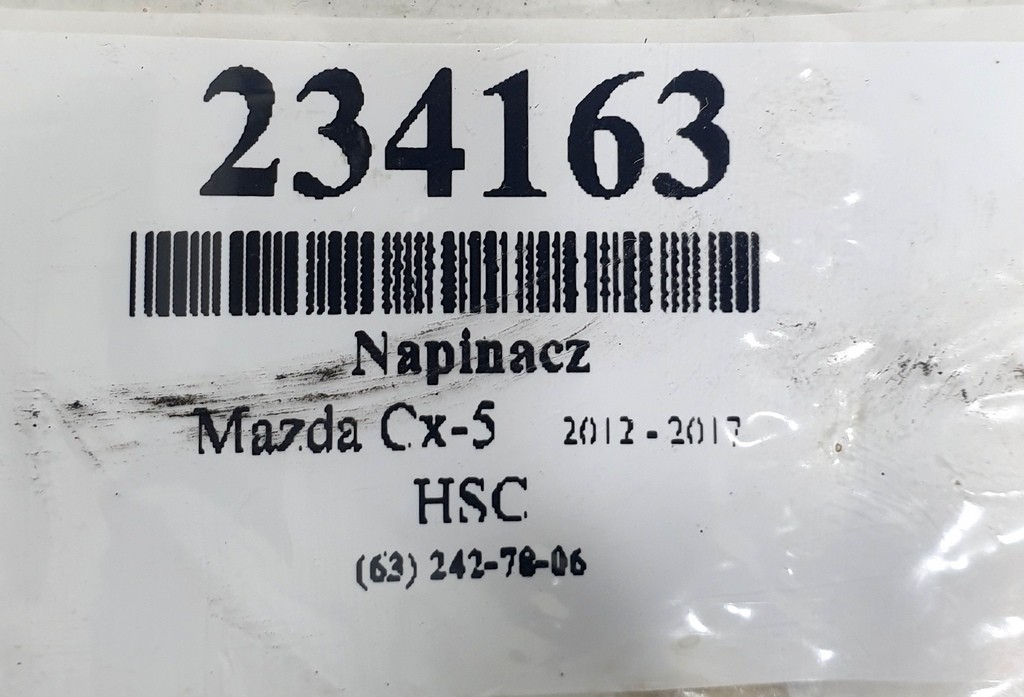 234163
Napinacz
Mazda Cx-5 2012 - 2017
HSC
(63) 242-78-06